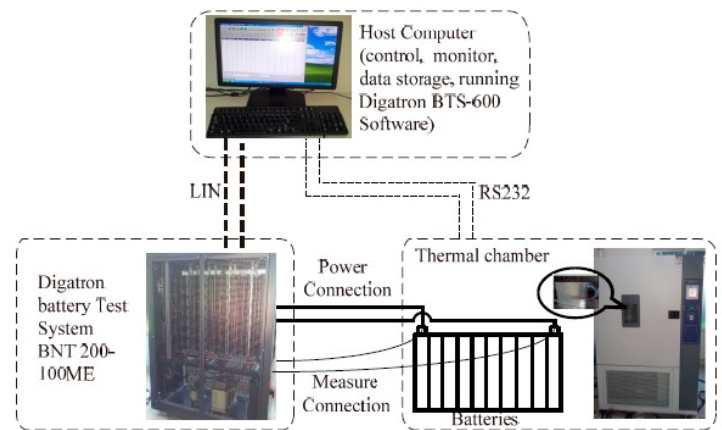 Host Computer
(control, monitor,
data storage, running
Digatron BTS-600
Software)
LIN
RS232
Digatron
battery Test
System
BNT 200-
100ME
Power
Connection
Measure
Connection
Thermal chamber
Batteries